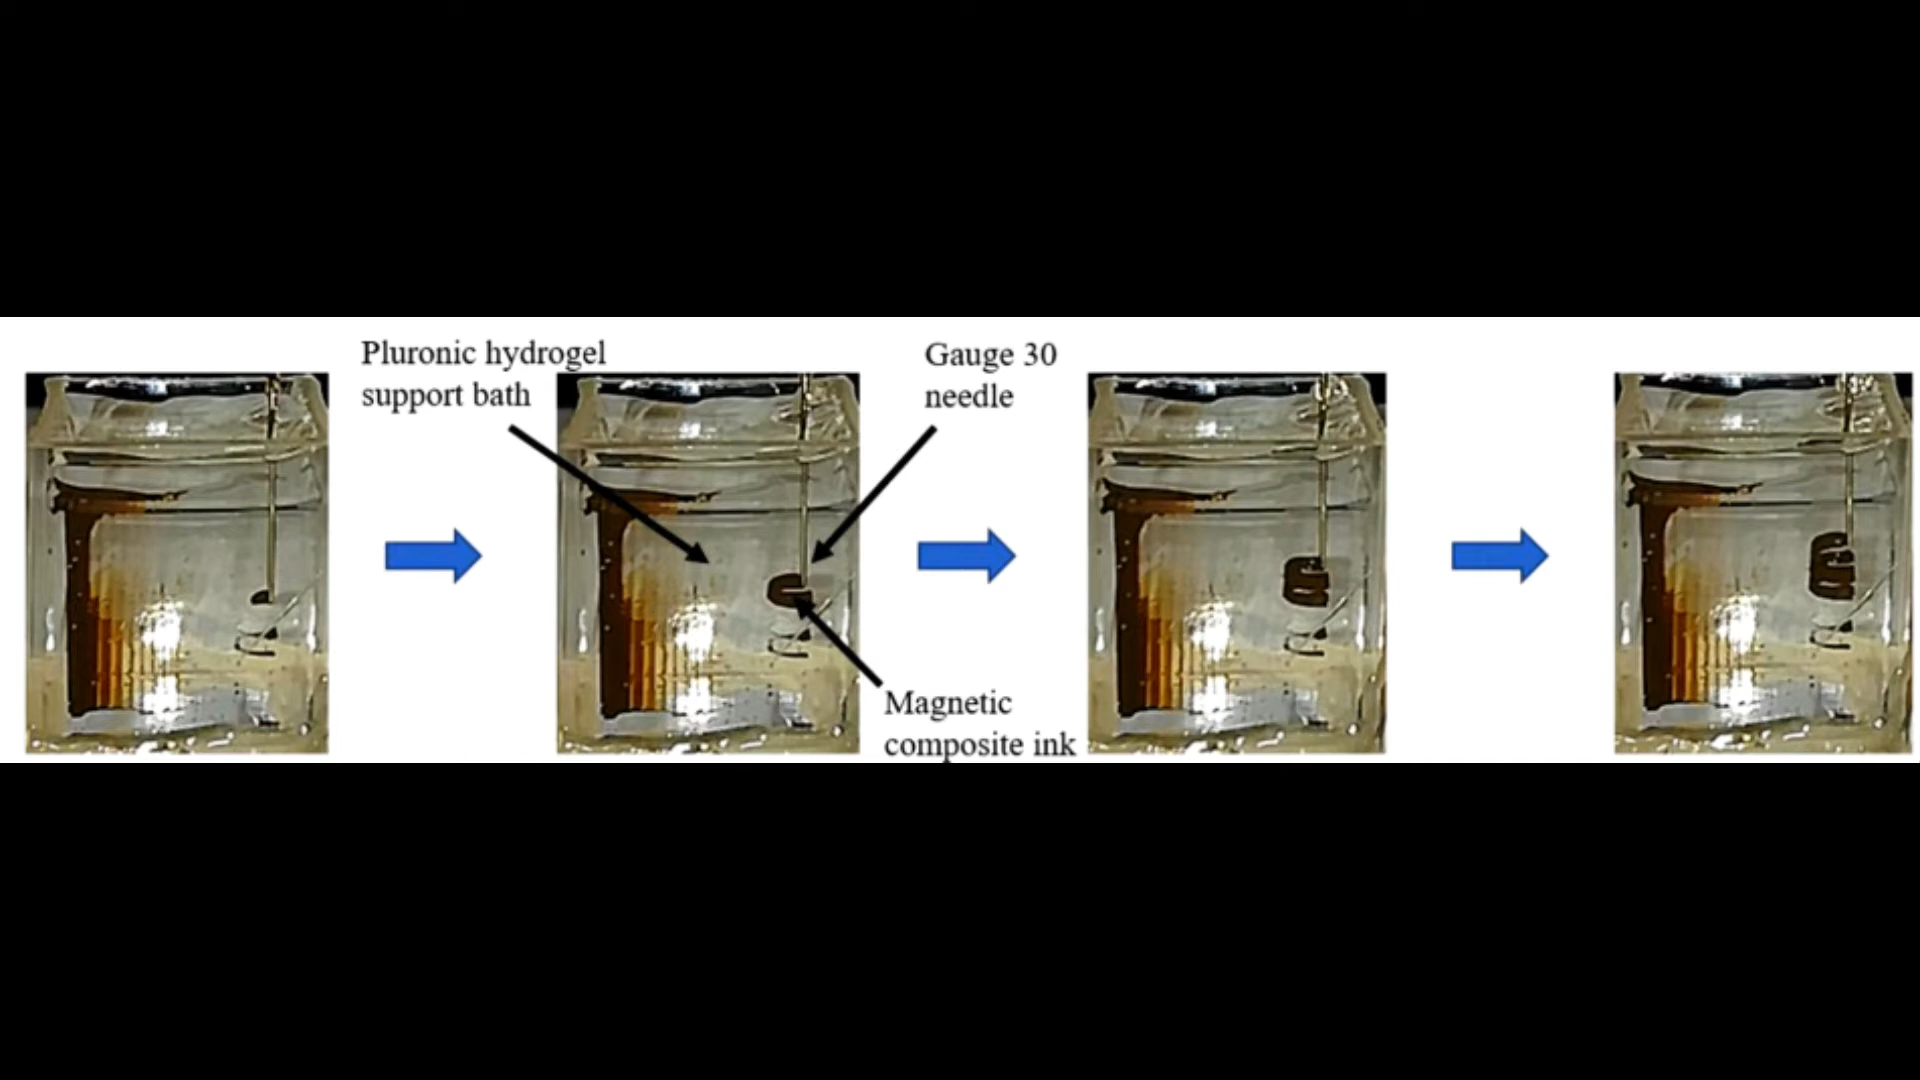 Pluronic hydrogel
support bath
Gauge 30
needle
Magnetic
composite ink